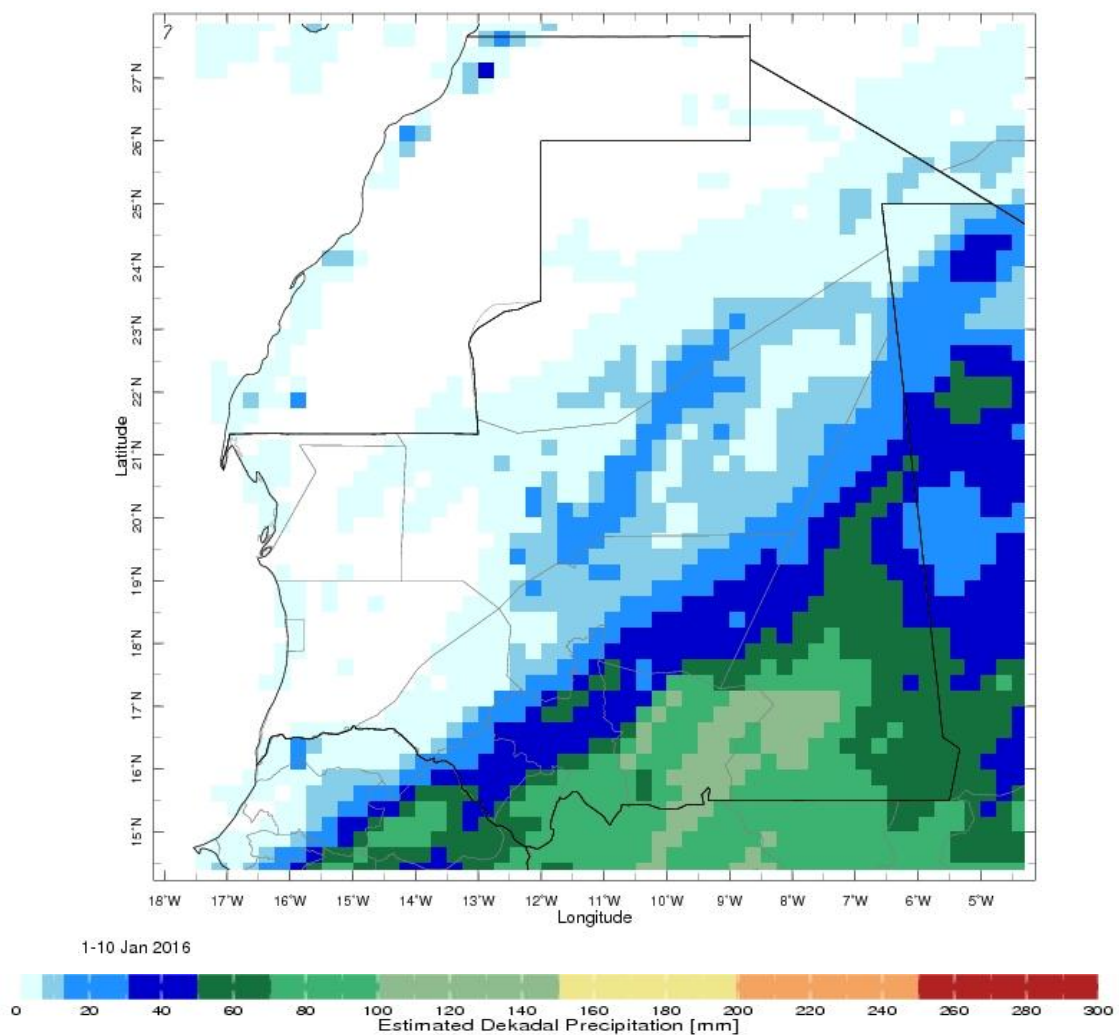 27°N
26°N
25°N
24°N
23°N
22°N
21°N
20°N
19°N
18°N
17°N
16°N
15°N
Latitude
18°W 17°W 16°W 15°W 14°W 13°W 12°W 11°W 10°W 9°W 8°W 7°W 6°W 5°W
Longitude
1-10 Jan 2016
0 20 40 60 80 100 120 140 160 180 200 220 240 260 280 300
Estimated Dekadal Precipitation [mm]